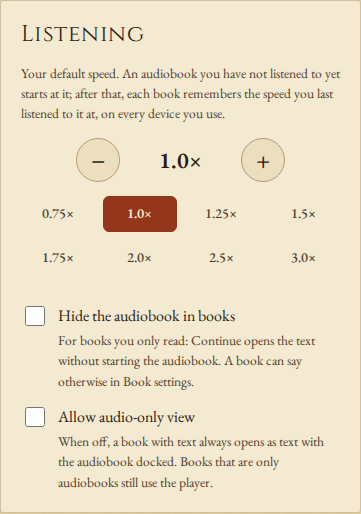 LISTENING
Your default speed. An audiobook you have not listened to yet
starts at it; after that, each book remembers the speed you last
listened to it at, on every device you use.
− 1.0× +
0.75× 1.0× 1.25× 1.5×
1.75× 2.0× 2.5× 3.0×
Hide the audiobook in books
For books you only read: Continue opens the text
without starting the audiobook. A book can say
otherwise in Book settings.
Allow audio-only view
When off, a book with text always opens as text with
the audiobook docked. Books that are only
audiobooks still use the player.